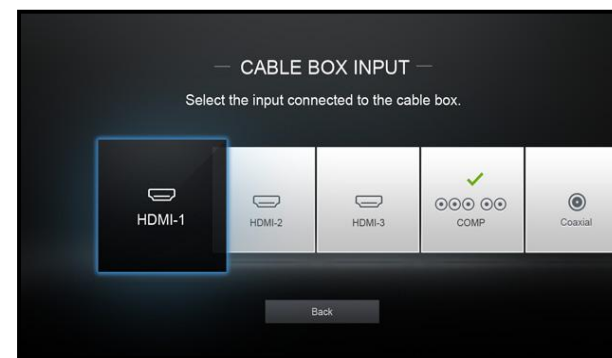 CABLE BOX INPUT
Select the input connected to the cable box.
HDMI-1
HDMI-2
HDMI-3
COMP
Coaxial
Back